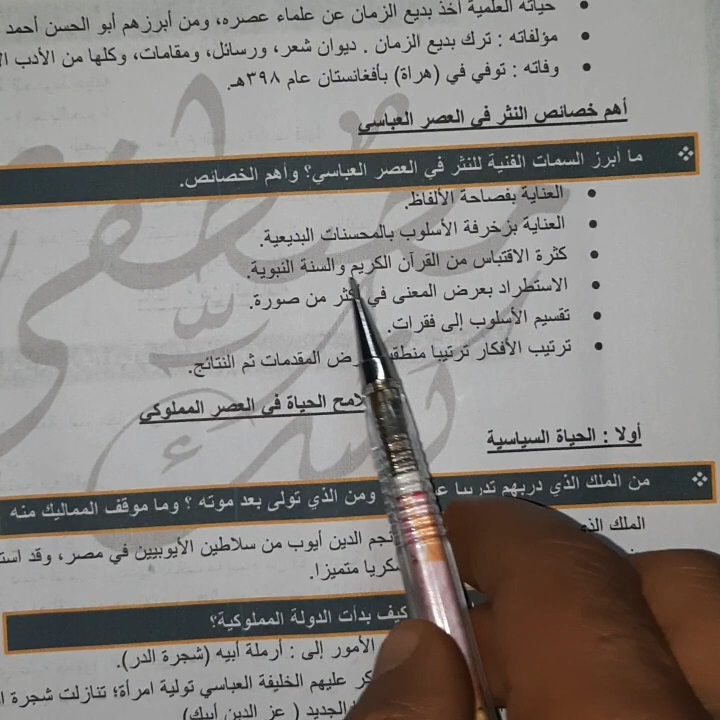 حياته العلمية أخذ بديع الزمان عن علماء عصره، ومن أبرزهم أبو الحسن أحمد
مؤلفاته : ترك بديع الزمان . ديوان شعر، ورسائل، ومقامات، وكلها من الأدب
وفاته : توفي في (هراة) بأفغانستان عام ٣٩٨هـ.
أهم خصائص النثر في العصر العباسي
ما أبرز السمات الفنية للنثر في العصر العباسي؟ وأهم الخصائص.
العناية بفصاحة الألفاظ.
العناية بزخرفة الأسلوب بالمحسنات البديعية.
كثرة الاقتباس من القرآن الكريم والسنة النبوية.
الاستطراد بعرض المعنى في أكثر من صورة.
تقسيم الأسلوب إلى فقرات.
ترتيب الأفكار ترتيبا المقدمات ثم النتائج.
الحياة في العصر المملوكي
أولا : الحياة السياسية
من الملك الذي دربهم تدريبا ومن الذي تولى بعد موته ؟ وما موقف المماليك منه
الملك نجم الدين أيوب من سلاطين الأيوبيين في مصر، وقد
متميزا.
كيف بدأت الدولة المملوكية؟
الأمور إلى : أرملة أبيه (شجرة الدر).
عليهم الخليفة العباسي تولية امرأة؛ تنازلت شجرة
الجديد ( عز الدين أيبك)